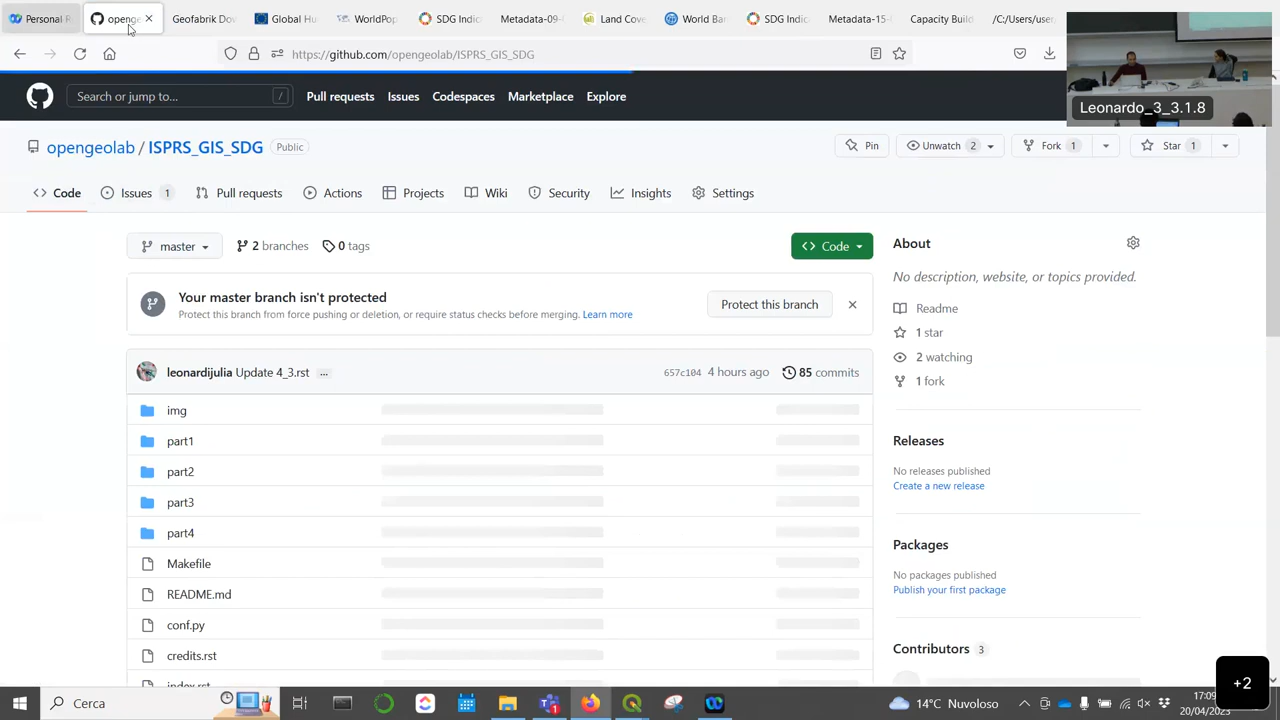 Personal R
openge
Geofabrik Dov
Global Hu
WorldPop
SDG Indic
Metadata-09-
Land Cove
World Ban
SDG Indic
Metadata-15-
Capacity Build
/C:/Users/user,
https://github.com/opengeolab/ISPRS_GIS_SDG
Leonardo_3_3.1.8
Search or jump to...
/
Pull requests
Issues
Codespaces
Marketplace
Explore
opengeolab / ISPRS_GIS_SDG Public
Pin
Unwatch 2
Fork 1
Star 1
<> Code
Issues 1
Pull requests
Actions
Projects
Wiki
Security
Insights
Settings
master
2 branches
0 tags
<> Code
About
No description, website, or topics provided.
Your master branch isn't protected
Protect this branch from force pushing or deletion, or require status checks before merging. Learn more
Protect this branch
Readme
1 star
2 watching
1 fork
leonardijulia Update 4_3.rst ...
657c104 4 hours ago
85 commits
img
part1
part2
part3
part4
Makefile
README.md
conf.py
credits.rst
index.rst
Releases
No releases published
Create a new release
Packages
No packages published
Publish your first package
Contributors 3
+2
Cerca
14°C Nuvoloso
17:09
20/04/2023